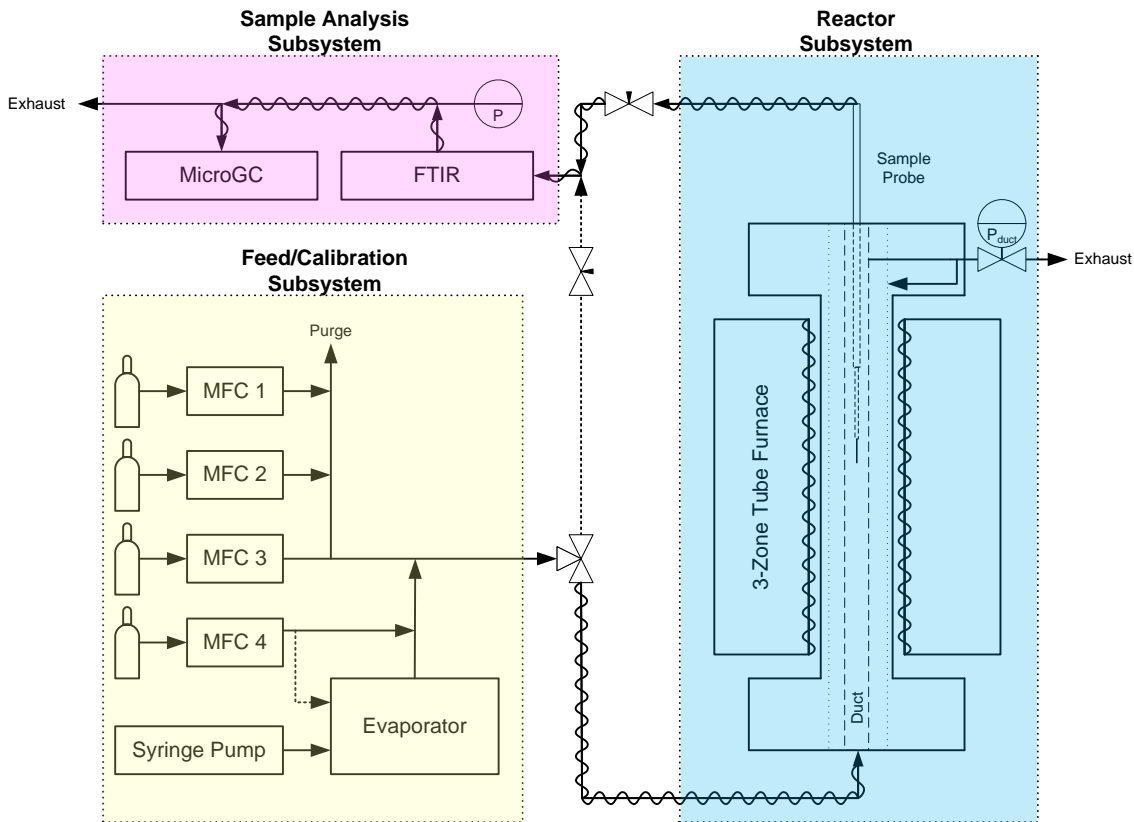 Sample Analysis
Subsystem
Reactor
Subsystem
Exhaust
P
MicroGC
FTIR
Sample
Probe
P duct
Exhaust
Feed/Calibration
Subsystem
Purge
MFC 1
MFC 2
MFC 3
MFC 4
Syringe Pump
Evaporator
3-Zone Tube Furnace
Duct